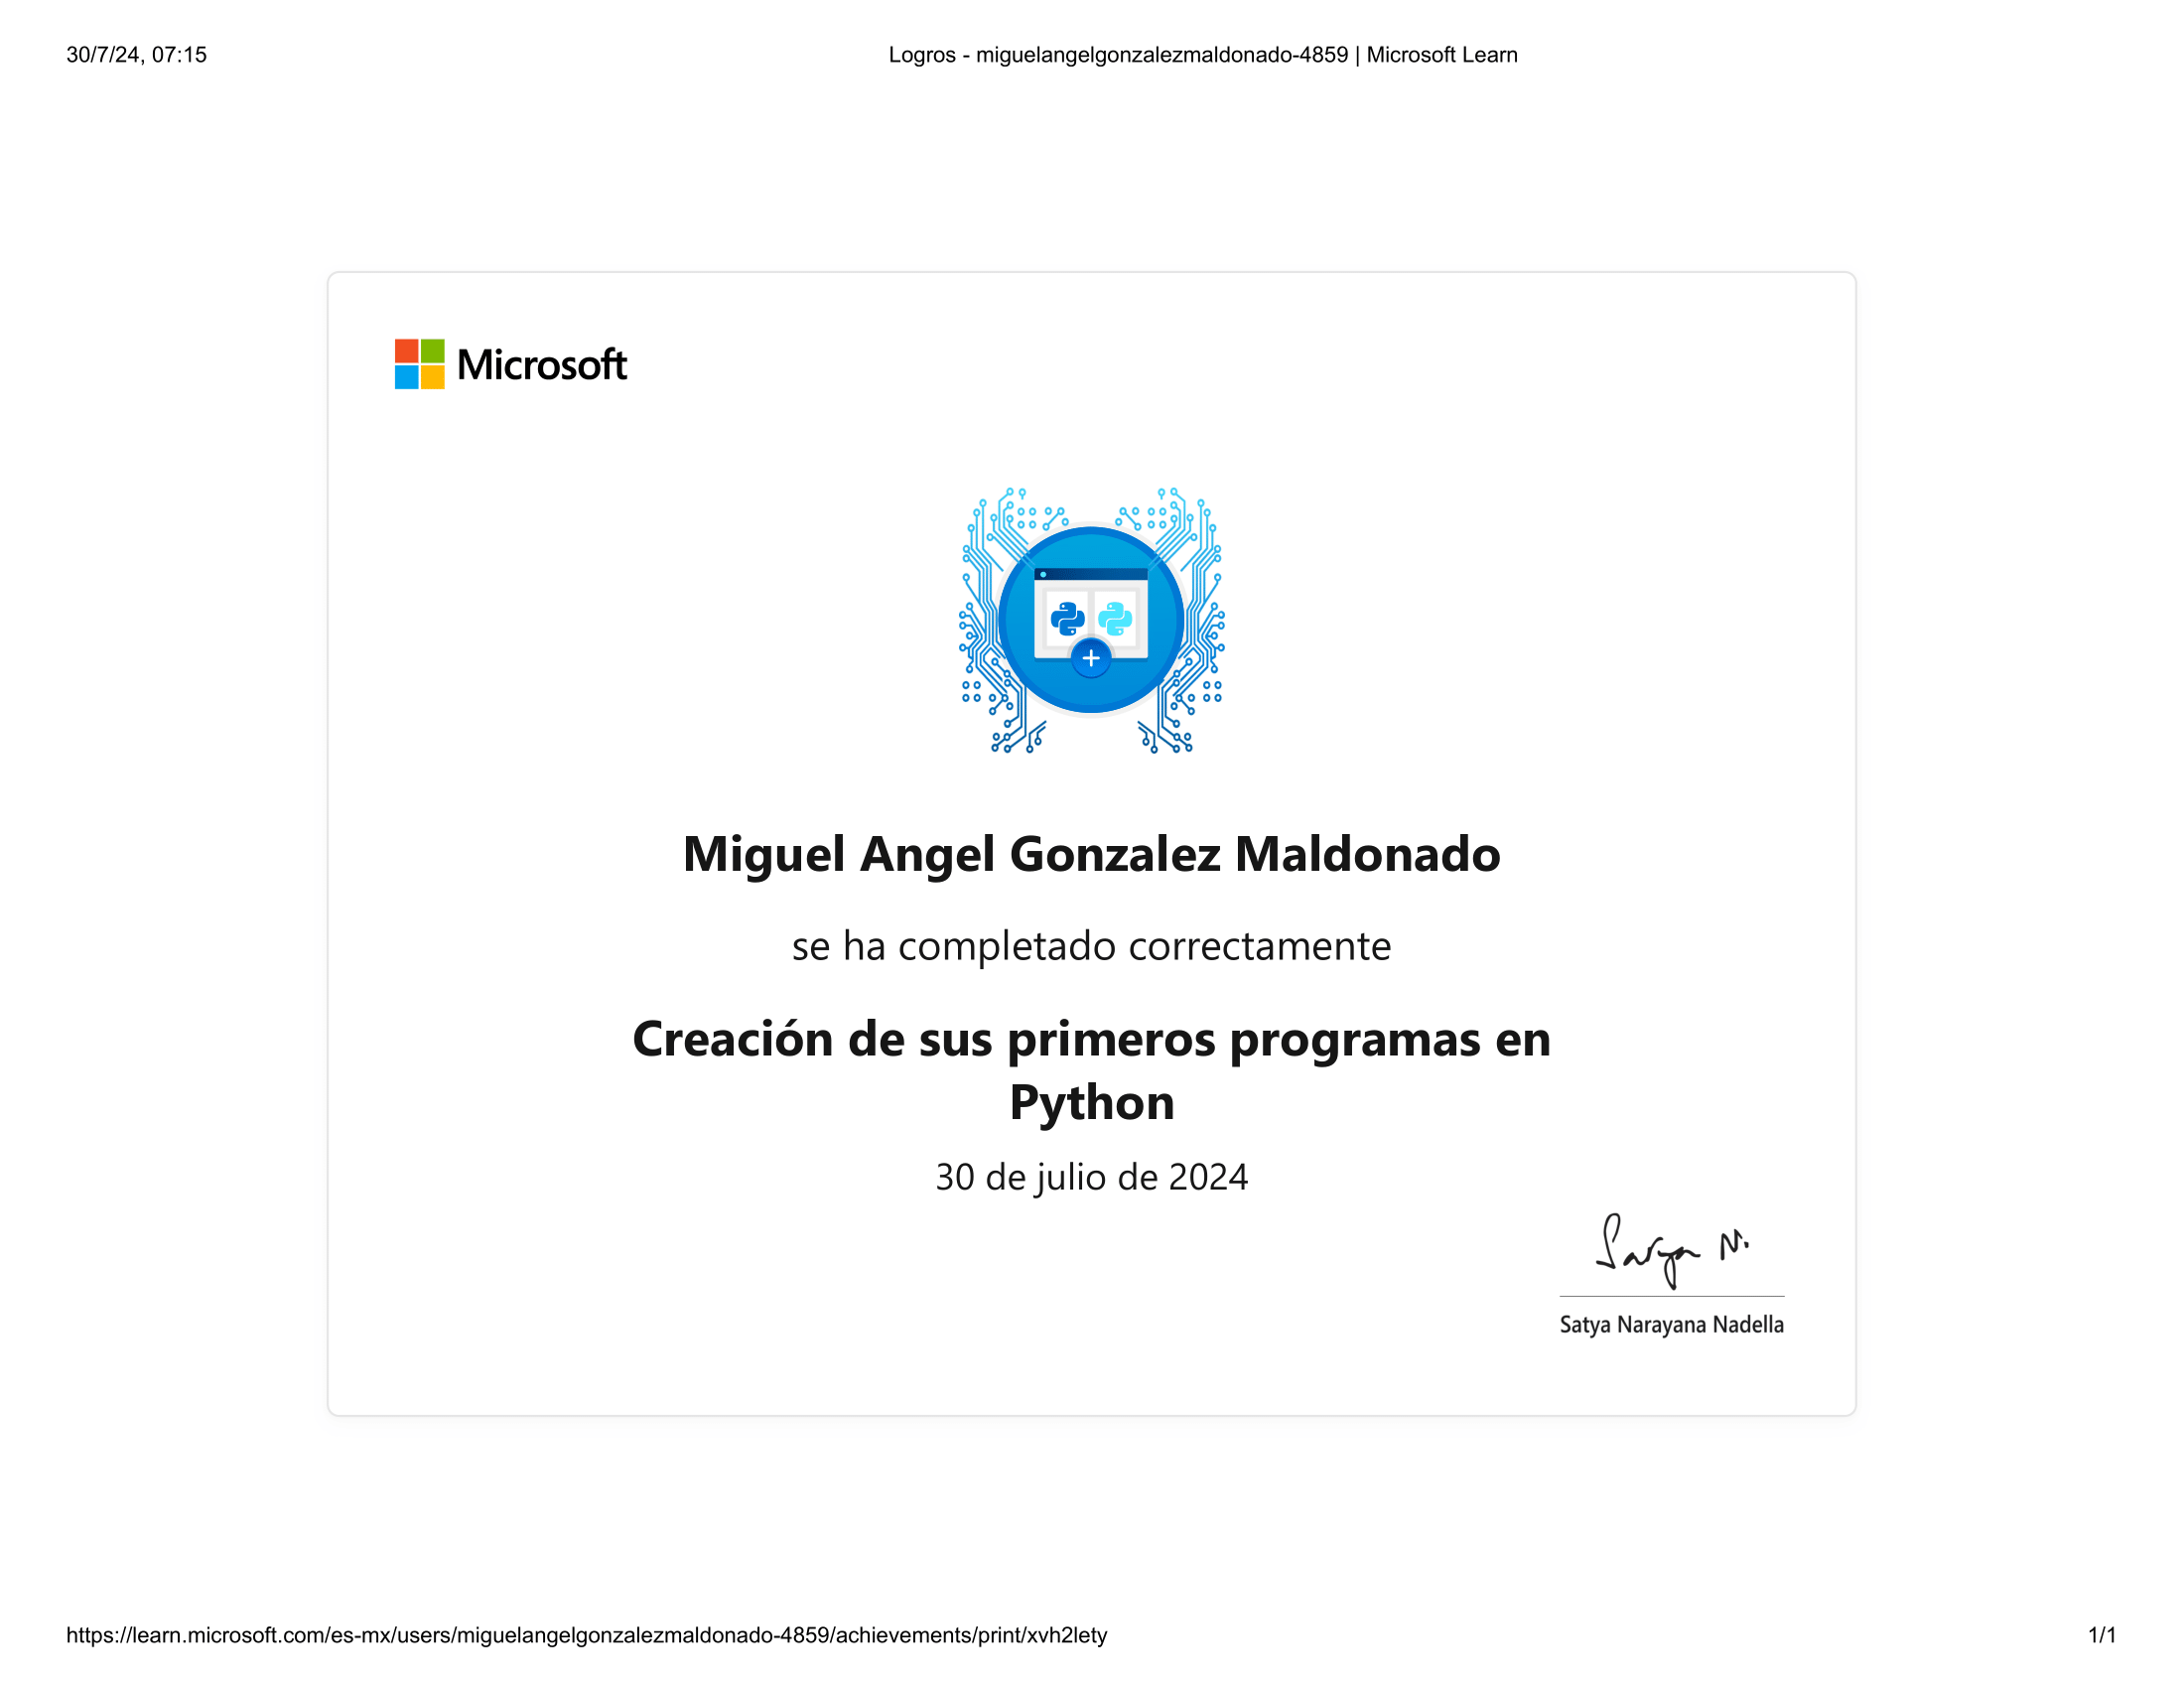 30/7/24, 07:15
Logros - miguelangelgonzalezmaldonado-4859 | Microsoft Learn
Microsoft
Miguel Angel Gonzalez Maldonado
se ha completado correctamente
Creación de sus primeros programas en
Python
30 de julio de 2024
Satya N.
Satya Narayana Nadella
https://learn.microsoft.com/es-mx/users/miguelangelgonzalezmaldonado-4859/achievements/print/xvh2lety
1/1